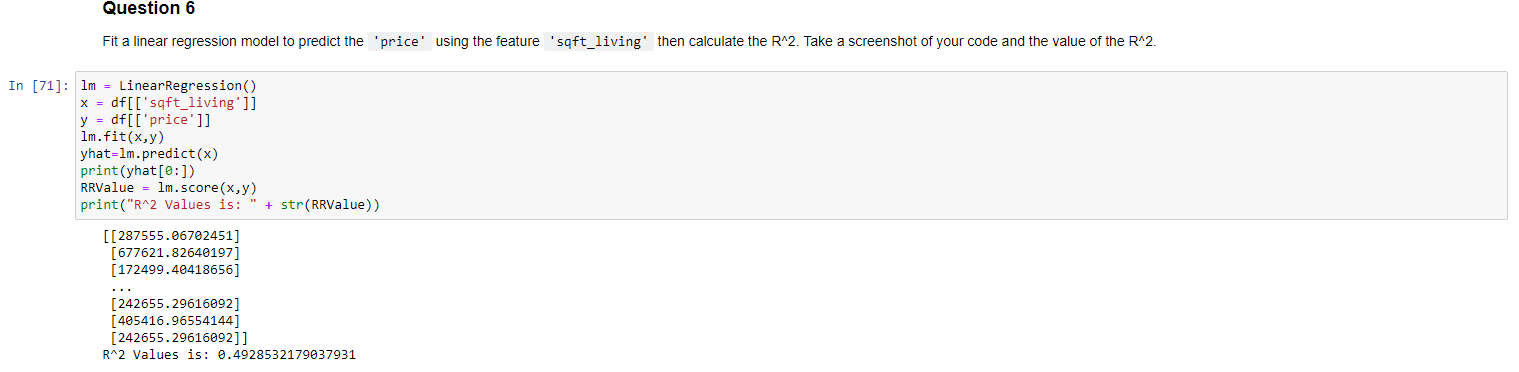 Question 6
Fit a linear regression model to predict the 'price' using the feature 'sqft_living' then calculate the R^2. Take a screenshot of your code and the value of the R^2.
In [71]: lm = LinearRegression()
x = df[['sqft_living']]
y = df[['price']]
lm.fit(x,y)
yhat=lm.predict(x)
print(yhat[0:])
RRValue = lm.score(x,y)
print("R^2 Values is: " + str(RRValue))
[[287555.06702451]
[677621.82640197]
[172499.40418656]
...
[242655.29616092]
[405416.96554144]
[242655.29616092]]
R^2 Values is: 0.4928532179037931